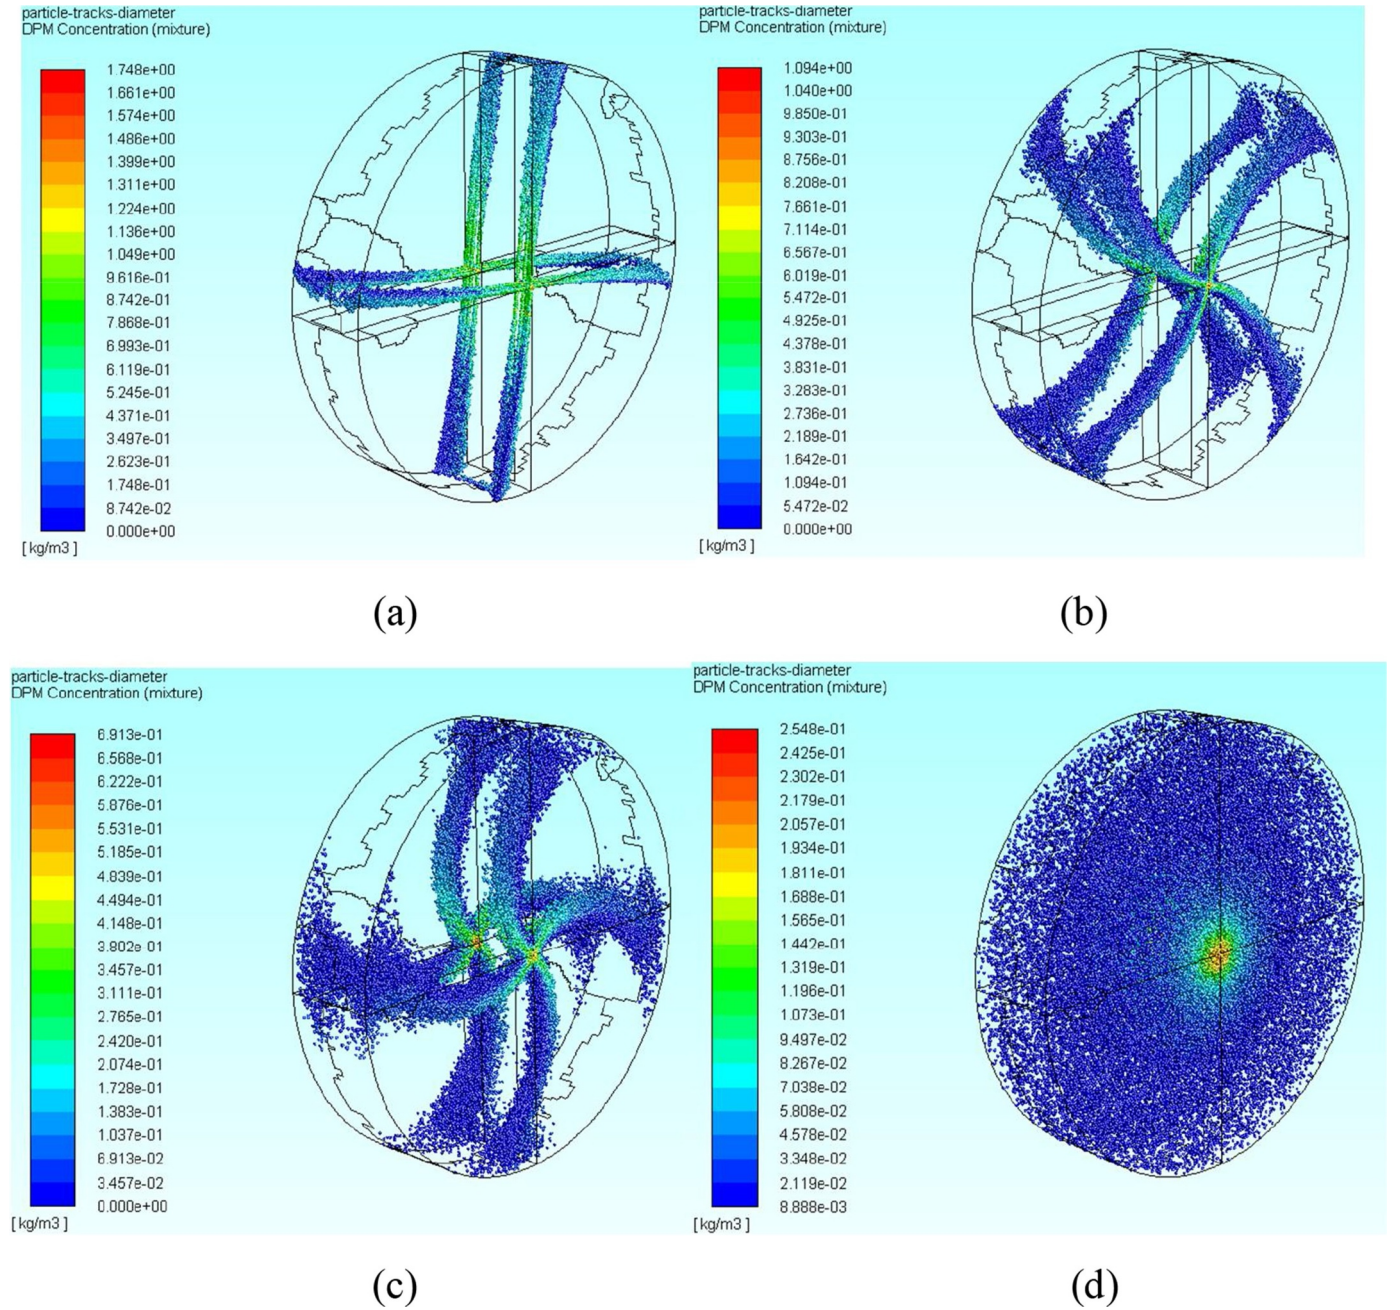 particle-tracks-diameter
DPM Concentration (mixture)
1.748e+00
1.661e+00
1.574e+00
1.486e+00
1.399e+00
1.311e+00
1.224e+00
1.136e+00
1.049e+00
9.616e-01
8.742e-01
7.868e-01
6.993e-01
6.119e-01
5.245e-01
4.371e-01
3.497e-01
2.623e-01
1.748e-01
8.742e-02
0.000e+00
[ kg/m3 ]
(a)
particle-tracks-diameter
DPM Concentration (mixture)
1.094e+00
1.040e+00
9.850e-01
9.303e-01
8.756e-01
8.208e-01
7.661e-01
7.114e-01
6.567e-01
6.019e-01
5.472e-01
4.925e-01
4.378e-01
3.831e-01
3.283e-01
2.736e-01
2.189e-01
1.642e-01
1.094e-01
5.472e-02
0.000e+00
[ kg/m3 ]
(b)
particle-tracks-diameter
DPM Concentration (mixture)
6.913e-01
6.568e-01
6.222e-01
5.876e-01
5.531e-01
5.185e-01
4.839e-01
4.494e-01
4.148e-01
3.802e-01
3.457e-01
3.111e-01
2.765e-01
2.420e-01
2.074e-01
1.728e-01
1.383e-01
1.037e-01
6.913e-02
3.457e-02
0.000e+00
[ kg/m3 ]
(c)
particle-tracks-diameter
DPM Concentration (mixture)
2.548e-01
2.425e-01
2.302e-01
2.179e-01
2.057e-01
1.934e-01
1.811e-01
1.688e-01
1.565e-01
1.442e-01
1.319e-01
1.196e-01
1.073e-01
9.497e-02
8.267e-02
7.038e-02
5.808e-02
4.578e-02
3.348e-02
2.119e-02
8.888e-03
[ kg/m3 ]
(d)